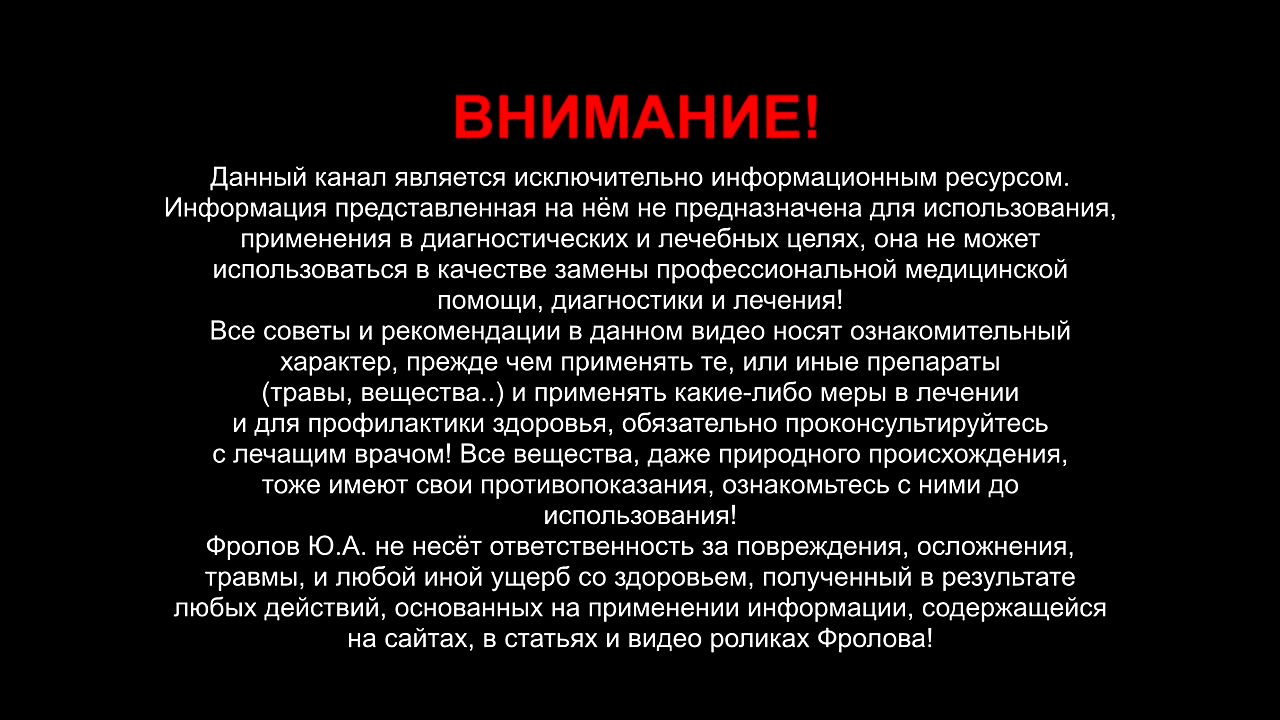 ВНИМАНИЕ!
Данный канал является исключительно информационным ресурсом.
Информация представленная на нём не предназначена для использования,
применения в диагностических и лечебных целях, она не может
использоваться в качестве замены профессиональной медицинской
помощи, диагностики и лечения!
Все советы и рекомендации в данном видео носят ознакомительный
характер, прежде чем применять те, или иные препараты
(травы, вещества..) и применять какие-либо меры в лечении
и для профилактики здоровья, обязательно проконсультируйтесь
с лечащим врачом! Все вещества, даже природного происхождения,
тоже имеют свои противопоказания, ознакомьтесь с ними до
использования!
Фролов Ю.А. не несёт ответственность за повреждения, осложнения,
травмы, и любой иной ущерб со здоровьем, полученный в результате
любых действий, основанных на применении информации, содержащейся
на сайтах, в статьях и видео роликах Фролова!